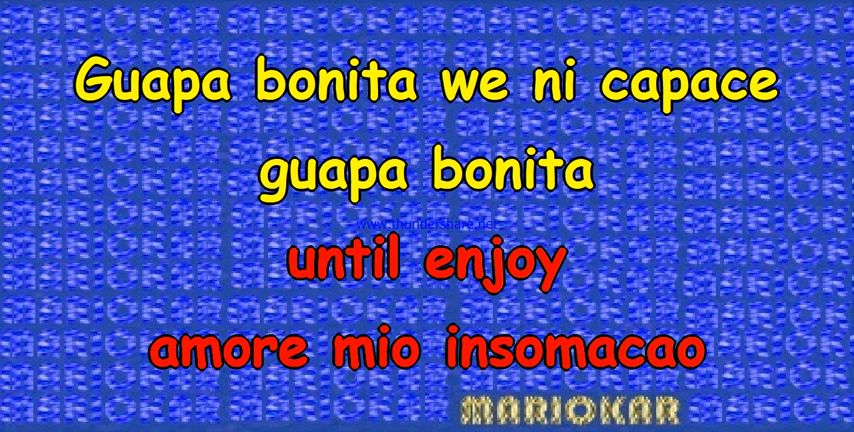 Guapa bonita we ni capace
guapa bonita
www.thundershare.net
until enjoy
amore mio insomacao
MARIOKAR